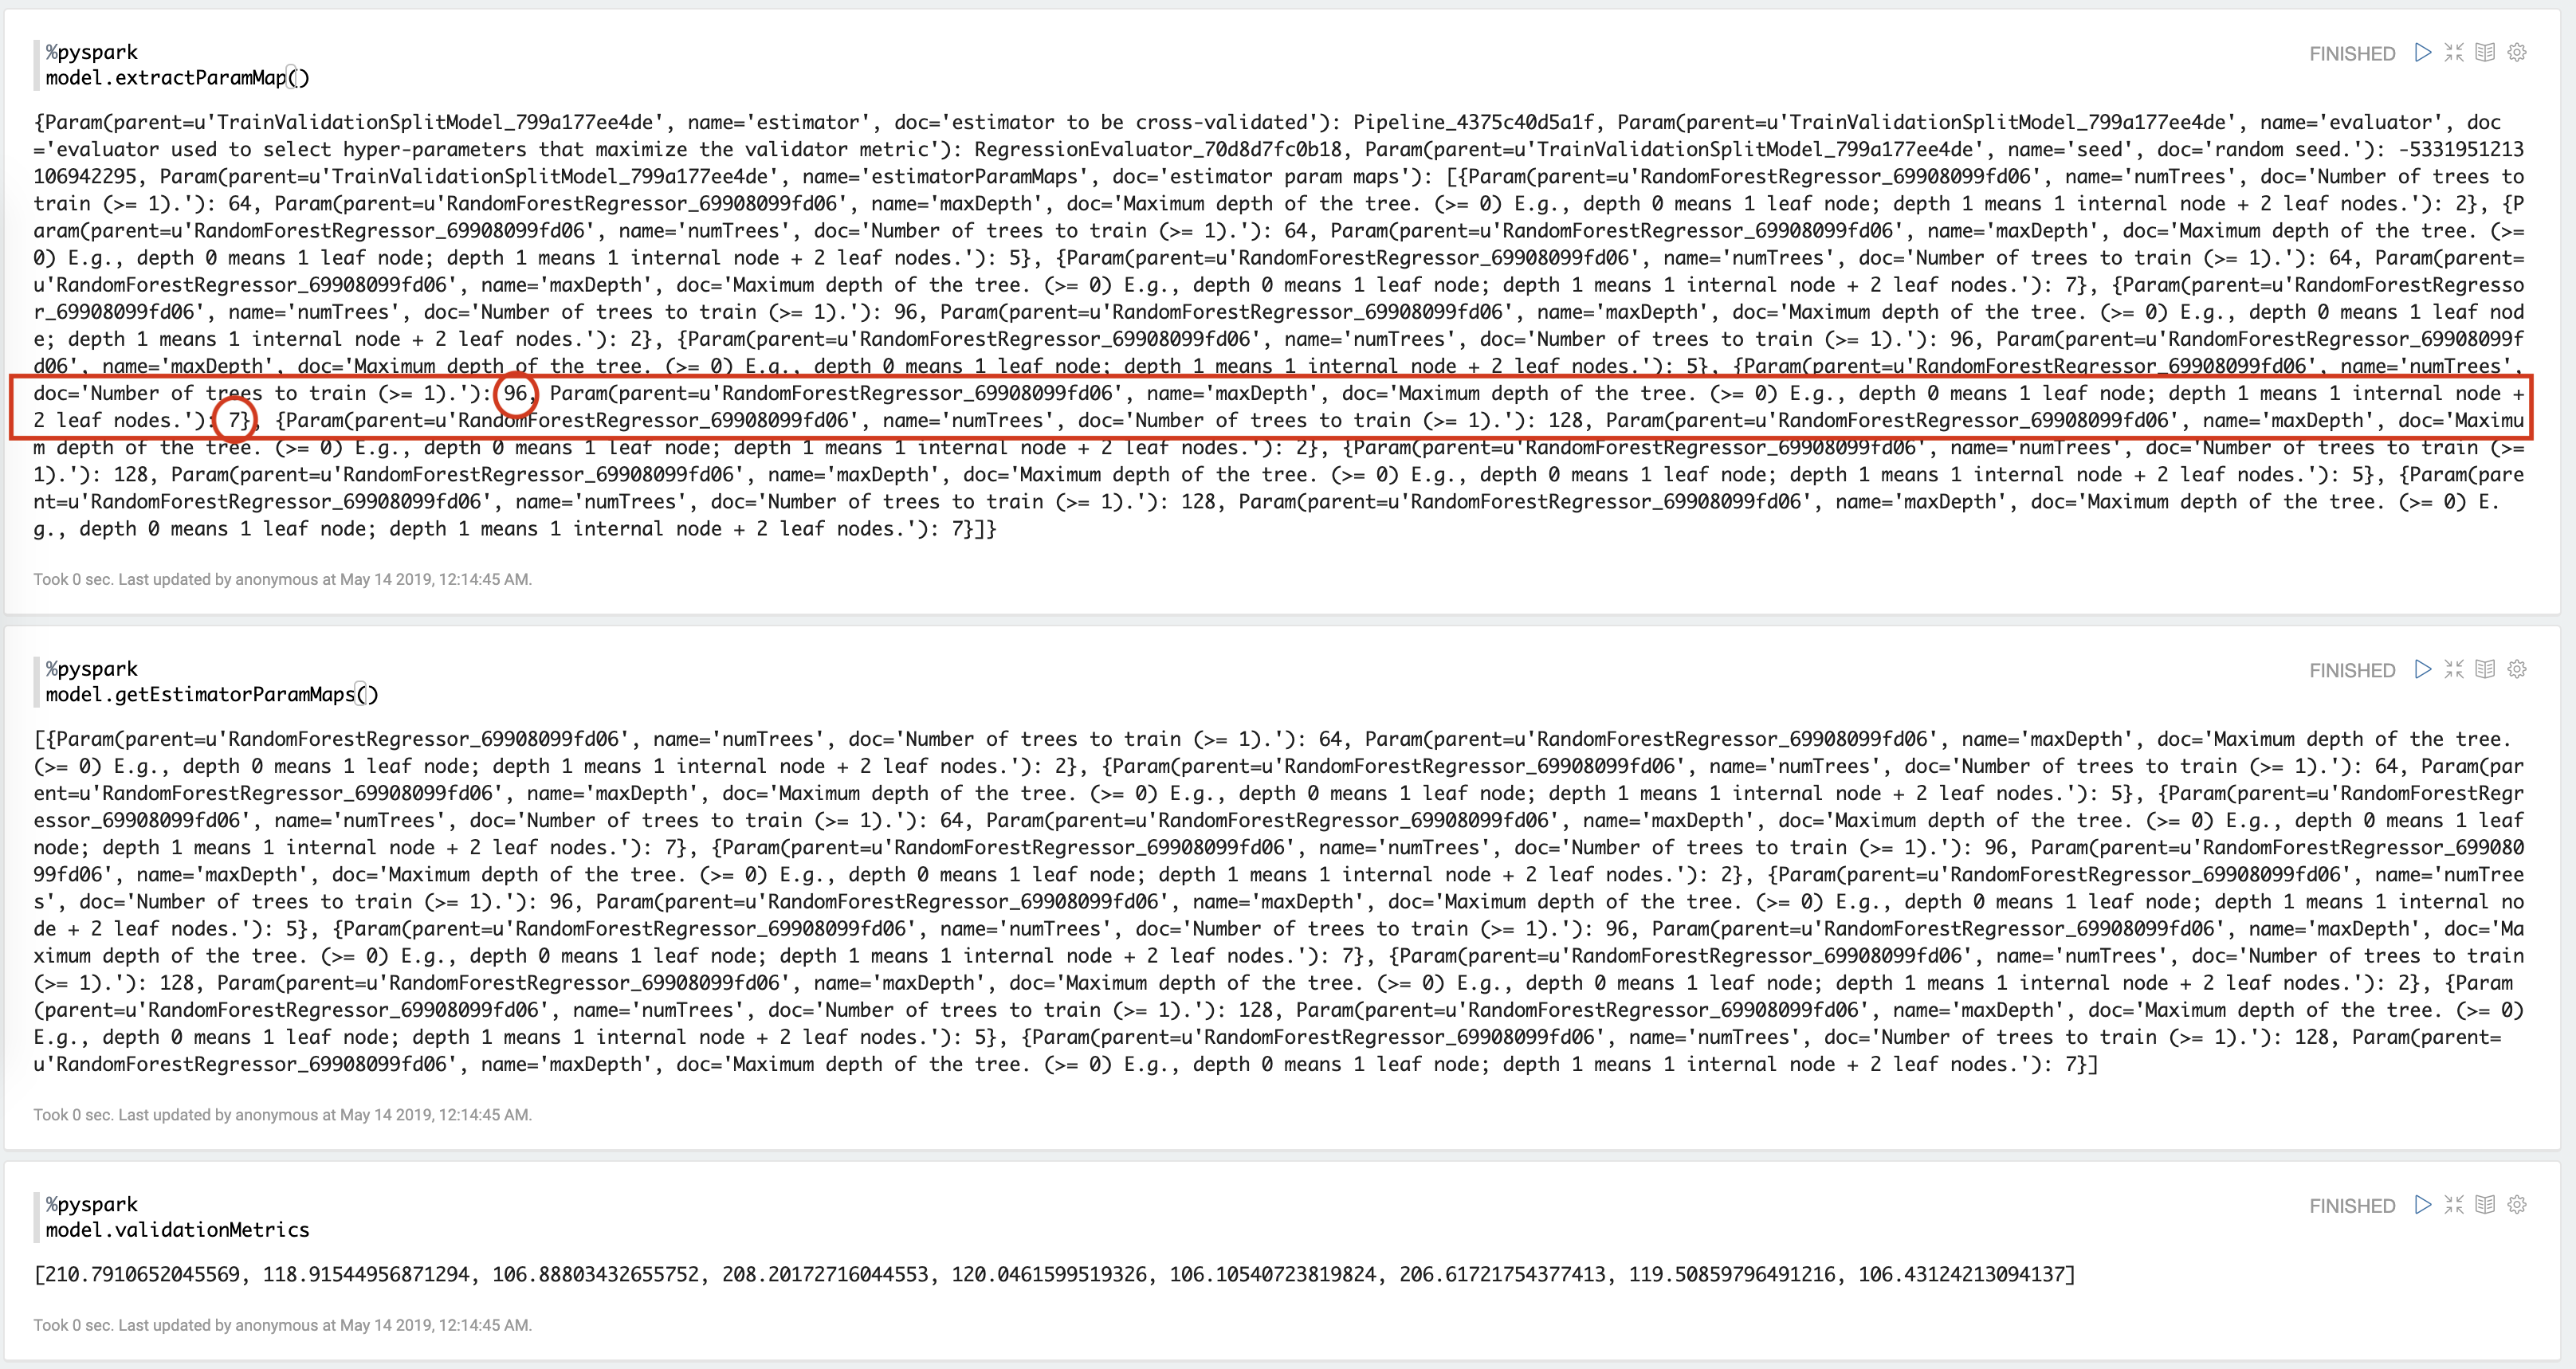 %pyspark
FINISHED
model.extractParamMap()
{Param(parent=u'TrainValidationSplitModel_799a177ee4de', name='estimator', doc='estimator to be cross-validated'): Pipeline_4375c40d5a1f, Param(parent=u'TrainValidationSplitModel_799a177ee4de', name='evaluator', doc
='evaluator used to select hyper-parameters that maximize the validator metric'): RegressionEvaluator_70d8d7fc0b18, Param(parent=u'TrainValidationSplitModel_799a177ee4de', name='seed', doc='random seed.'): -5331951213
106942295, Param(parent=u'TrainValidationSplitModel_799a177ee4de', name='estimatorParamMaps', doc='estimator param maps'): [{Param(parent=u'RandomForestRegressor_69908099fd06', name='numTrees', doc='Number of trees to
train (>= 1).'): 64, Param(parent=u'RandomForestRegressor_69908099fd06', name='maxDepth', doc='Maximum depth of the tree. (>= 0) E.g., depth 0 means 1 leaf node; depth 1 means 1 internal node + 2 leaf nodes.'): 2}, {P
aram(parent=u'RandomForestRegressor_69908099fd06', name='numTrees', doc='Number of trees to train (>= 1).'): 64, Param(parent=u'RandomForestRegressor_69908099fd06', name='maxDepth', doc='Maximum depth of the tree. (>=
0) E.g., depth 0 means 1 leaf node; depth 1 means 1 internal node + 2 leaf nodes.'): 5}, {Param(parent=u'RandomForestRegressor_69908099fd06', name='numTrees', doc='Number of trees to train (>= 1).'): 64, Param(parent=
u'RandomForestRegressor_69908099fd06', name='maxDepth', doc='Maximum depth of the tree. (>= 0) E.g., depth 0 means 1 leaf node; depth 1 means 1 internal node + 2 leaf nodes.'): 7}, {Param(parent=u'RandomForestRegresso
r_69908099fd06', name='numTrees', doc='Number of trees to train (>= 1).'): 96, Param(parent=u'RandomForestRegressor_69908099fd06', name='maxDepth', doc='Maximum depth of the tree. (>= 0) E.g., depth 0 means 1 leaf nod
e; depth 1 means 1 internal node + 2 leaf nodes.'): 2}, {Param(parent=u'RandomForestRegressor_69908099fd06', name='numTrees', doc='Number of trees to train (>= 1).'): 96, Param(parent=u'RandomForestRegressor_69908099f
d06', name='maxDepth', doc='Maximum depth of the tree. (>= 0) E.g., depth 0 means 1 leaf node; depth 1 means 1 internal node + 2 leaf nodes.'): 5}, {Param(parent=u'RandomForestRegressor_69908099fd06', name='numTrees',
doc='Number of trees to train (>= 1).'): 96, Param(parent=u'RandomForestRegressor_69908099fd06', name='maxDepth', doc='Maximum depth of the tree. (>= 0) E.g., depth 0 means 1 leaf node; depth 1 means 1 internal node +
2 leaf nodes.'): 7}, {Param(parent=u'RandomForestRegressor_69908099fd06', name='numTrees', doc='Number of trees to train (>= 1).'): 128, Param(parent=u'RandomForestRegressor_69908099fd06', name='maxDepth', doc='Maximu
m depth of the tree. (>= 0) E.g., depth 0 means 1 leaf node; depth 1 means 1 internal node + 2 leaf nodes.'): 2}, {Param(parent=u'RandomForestRegressor_69908099fd06', name='numTrees', doc='Number of trees to train (>=
1).'): 128, Param(parent=u'RandomForestRegressor_69908099fd06', name='maxDepth', doc='Maximum depth of the tree. (>= 0) E.g., depth 0 means 1 leaf node; depth 1 means 1 internal node + 2 leaf nodes.'): 5}, {Param(pare
nt=u'RandomForestRegressor_69908099fd06', name='numTrees', doc='Number of trees to train (>= 1).'): 128, Param(parent=u'RandomForestRegressor_69908099fd06', name='maxDepth', doc='Maximum depth of the tree. (>= 0) E.
g., depth 0 means 1 leaf node; depth 1 means 1 internal node + 2 leaf nodes.'): 7}]}
Took 0 sec. Last updated by anonymous at May 14 2019, 12:14:45 AM.
%pyspark
FINISHED
model.getEstimatorParamMaps()
[{Param(parent=u'RandomForestRegressor_69908099fd06', name='numTrees', doc='Number of trees to train (>= 1).'): 64, Param(parent=u'RandomForestRegressor_69908099fd06', name='maxDepth', doc='Maximum depth of the tree.
(>= 0) E.g., depth 0 means 1 leaf node; depth 1 means 1 internal node + 2 leaf nodes.'): 2}, {Param(parent=u'RandomForestRegressor_69908099fd06', name='numTrees', doc='Number of trees to train (>= 1).'): 64, Param(par
ent=u'RandomForestRegressor_69908099fd06', name='maxDepth', doc='Maximum depth of the tree. (>= 0) E.g., depth 0 means 1 leaf node; depth 1 means 1 internal node + 2 leaf nodes.'): 5}, {Param(parent=u'RandomForestRegr
essor_69908099fd06', name='numTrees', doc='Number of trees to train (>= 1).'): 64, Param(parent=u'RandomForestRegressor_69908099fd06', name='maxDepth', doc='Maximum depth of the tree. (>= 0) E.g., depth 0 means 1 leaf
node; depth 1 means 1 internal node + 2 leaf nodes.'): 7}, {Param(parent=u'RandomForestRegressor_69908099fd06', name='numTrees', doc='Number of trees to train (>= 1).'): 96, Param(parent=u'RandomForestRegressor_699080
99fd06', name='maxDepth', doc='Maximum depth of the tree. (>= 0) E.g., depth 0 means 1 leaf node; depth 1 means 1 internal node + 2 leaf nodes.'): 2}, {Param(parent=u'RandomForestRegressor_69908099fd06', name='numTree
s', doc='Number of trees to train (>= 1).'): 96, Param(parent=u'RandomForestRegressor_69908099fd06', name='maxDepth', doc='Maximum depth of the tree. (>= 0) E.g., depth 0 means 1 leaf node; depth 1 means 1 internal no
de + 2 leaf nodes.'): 5}, {Param(parent=u'RandomForestRegressor_69908099fd06', name='numTrees', doc='Number of trees to train (>= 1).'): 96, Param(parent=u'RandomForestRegressor_69908099fd06', name='maxDepth', doc='Ma
ximum depth of the tree. (>= 0) E.g., depth 0 means 1 leaf node; depth 1 means 1 internal node + 2 leaf nodes.'): 7}, {Param(parent=u'RandomForestRegressor_69908099fd06', name='numTrees', doc='Number of trees to train
(>= 1).'): 128, Param(parent=u'RandomForestRegressor_69908099fd06', name='maxDepth', doc='Maximum depth of the tree. (>= 0) E.g., depth 0 means 1 leaf node; depth 1 means 1 internal node + 2 leaf nodes.'): 2}, {Param
(parent=u'RandomForestRegressor_69908099fd06', name='numTrees', doc='Number of trees to train (>= 1).'): 128, Param(parent=u'RandomForestRegressor_69908099fd06', name='maxDepth', doc='Maximum depth of the tree. (>= 0)
E.g., depth 0 means 1 leaf node; depth 1 means 1 internal node + 2 leaf nodes.'): 5}, {Param(parent=u'RandomForestRegressor_69908099fd06', name='numTrees', doc='Number of trees to train (>= 1).'): 128, Param(parent=
u'RandomForestRegressor_69908099fd06', name='maxDepth', doc='Maximum depth of the tree. (>= 0) E.g., depth 0 means 1 leaf node; depth 1 means 1 internal node + 2 leaf nodes.'): 7}]
Took 0 sec. Last updated by anonymous at May 14 2019, 12:14:45 AM.
%pyspark
FINISHED
model.validationMetrics
[210.7910652045569, 118.91544956871294, 106.88803432655752, 208.20172716044553, 120.0461599519326, 106.10540723819824, 206.61721754377413, 119.50859796491216, 106.43124213094137]
Took 0 sec. Last updated by anonymous at May 14 2019, 12:14:45 AM.